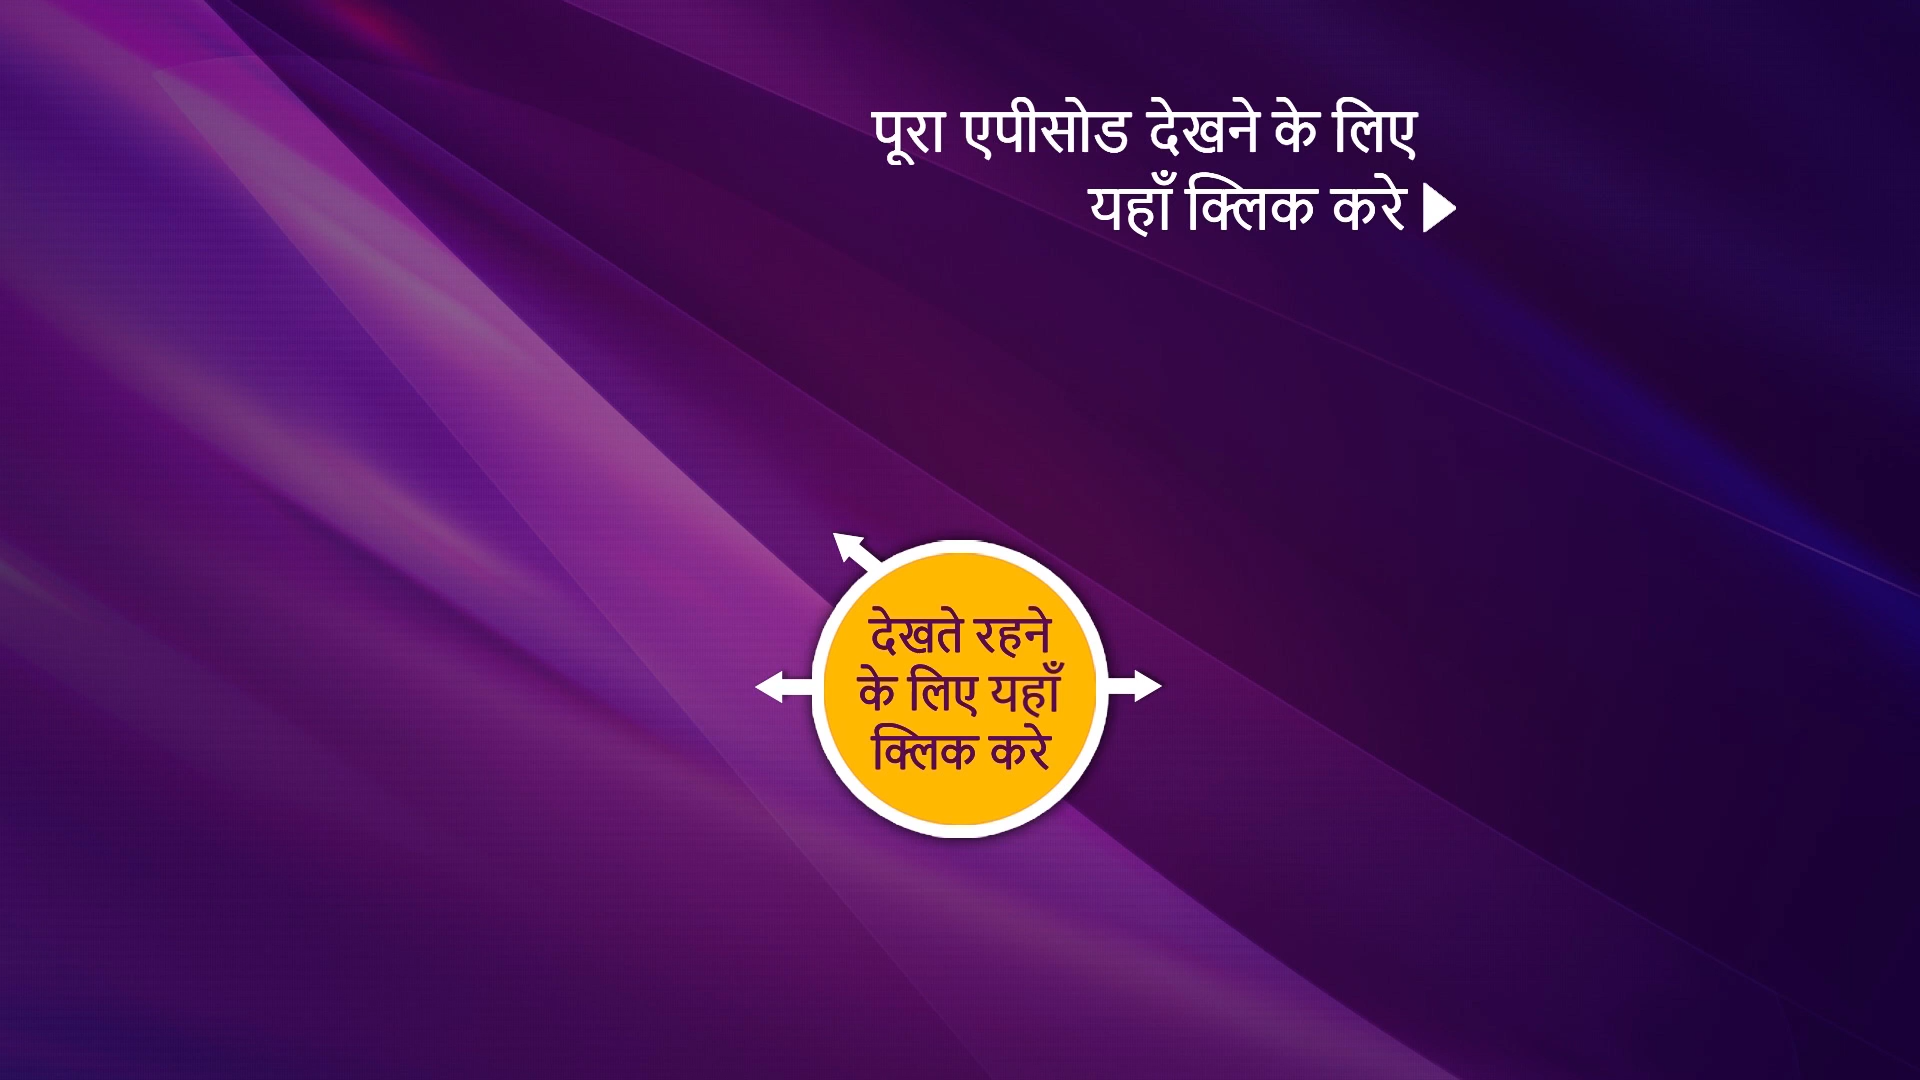 पूरा एपीसोड देखने के लिए
यहाँ क्लिक करे
देखते रहने
के लिए यहाँ
क्लिक करे